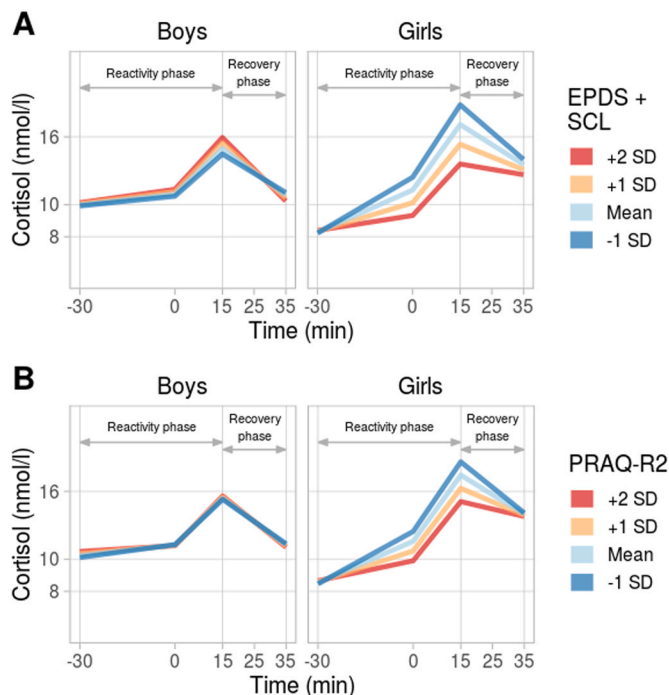 A
Boys
Girls
Reactivity phase
Recovery
phase
Reactivity phase
Recovery
phase
Cortisol (nmol/l)
16
10
8
-30
0
15
25
35
-30
0
15
25
35
Time (min)
EPDS +
SCL
+2 SD
+1 SD
Mean
-1 SD
B
Boys
Girls
Reactivity phase
Recovery
phase
Reactivity phase
Recovery
phase
Cortisol (nmol/l)
16
10
8
-30
0
15
25
35
-30
0
15
25
35
Time (min)
PRAQ-R2
+2 SD
+1 SD
Mean
-1 SD